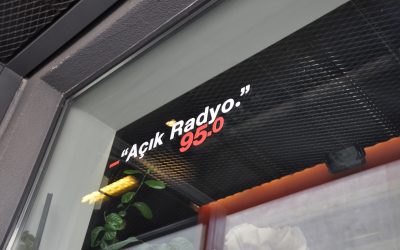 – “Açık Radyo.”
95.0